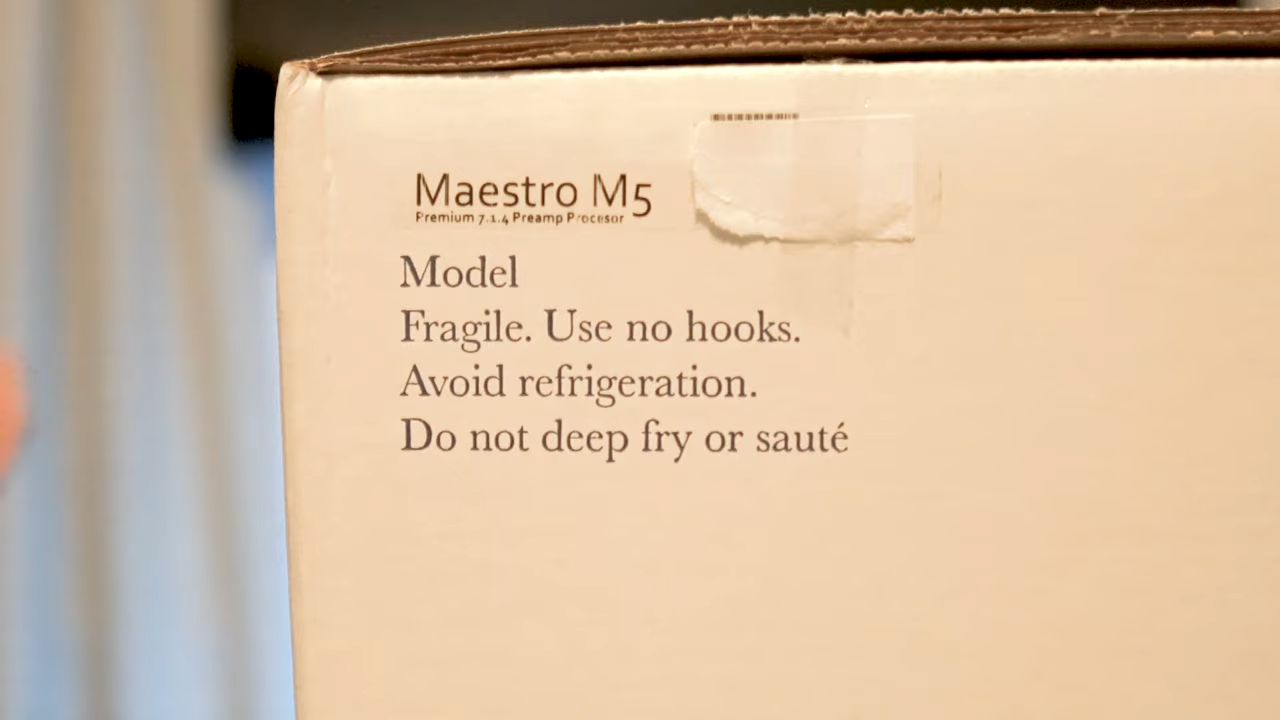 Maestro M5
Premium 7.1.4 Preamp Procesor
Model
Fragile. Use no hooks.
Avoid refrigeration.
Do not deep fry or sauté